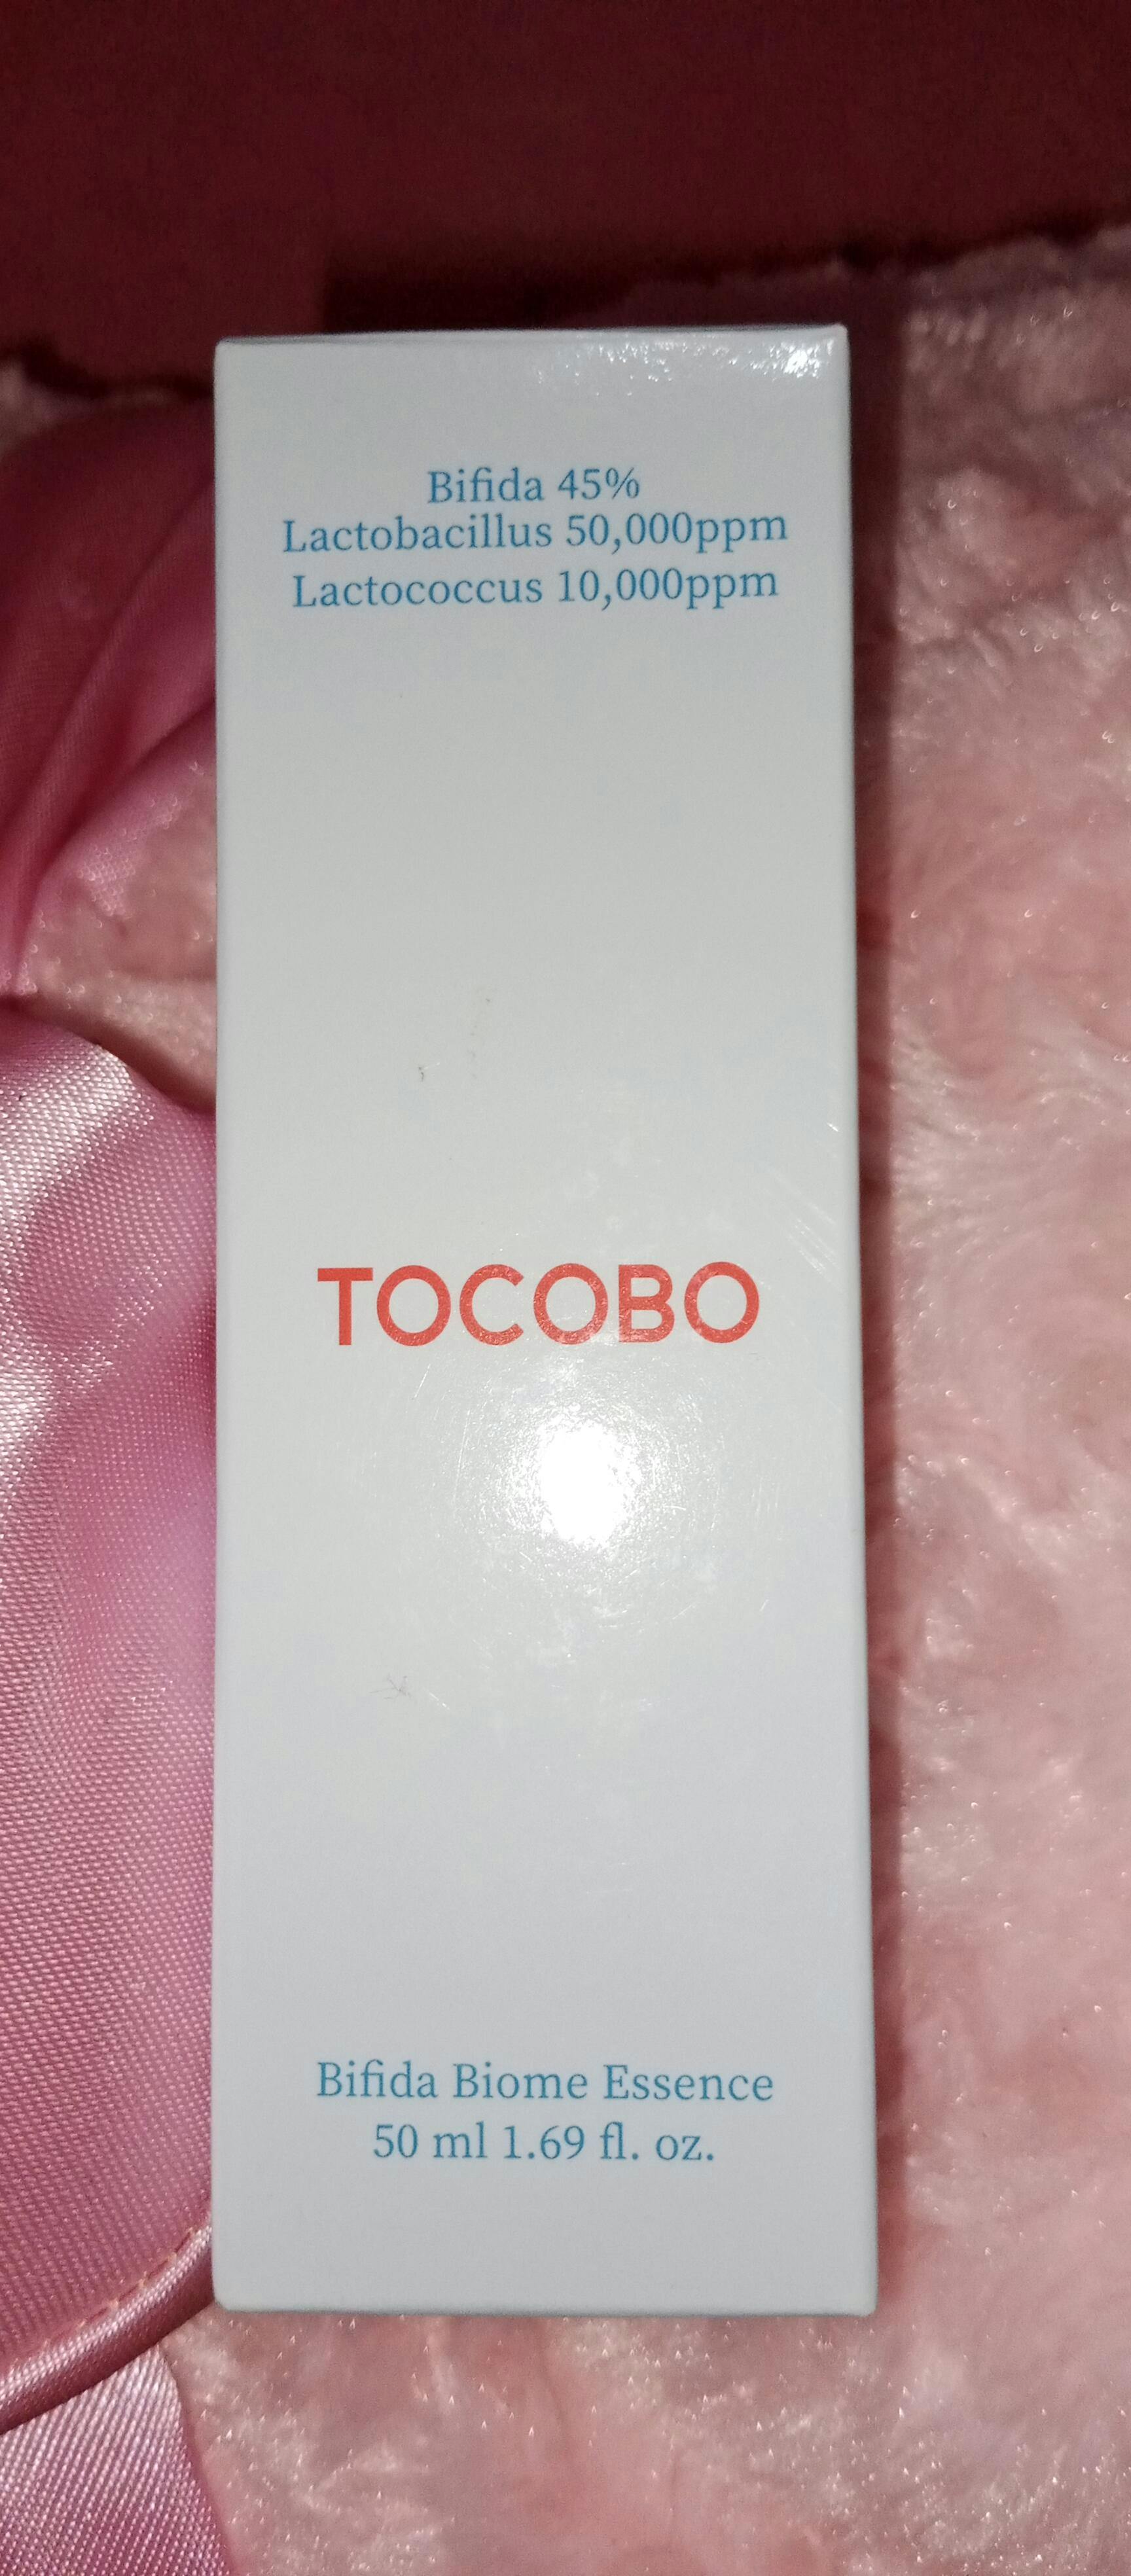 Bifida 45%
Lactobacillus 50,000ppm
Lactococcus 10,000ppm
TOCOBO
Bifida Biome Essence
50 ml 1.69 fl. oz.